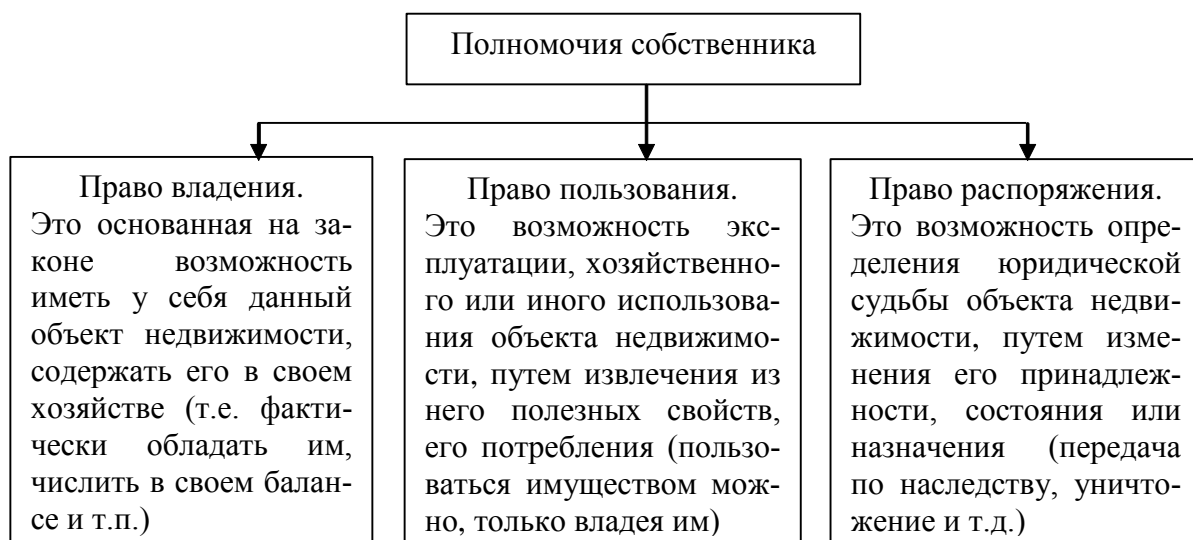 Полномочия собственника
Право владения.
Это основанная на за-
коне возможность
иметь у себя данный
объект недвижимости,
содержать его в своем
хозяйстве (т.е. факти-
чески обладать им,
числить в своем балан-
се и т.п.)
Право пользования.
Это возможность экс-
плуатации, хозяйственно-
го или иного использова-
ния объекта недвижимо-
сти, путем извлечения из
него полезных свойств,
его потребления (пользо-
ваться имуществом мож-
но, только владея им)
Право распоряжения.
Это возможность опре-
деления юридической
судьбы объекта недви-
жимости, путем изме-
нения его принадлеж-
ности, состояния или
назначения (передача
по наследству, уничто-
жение и т.д.)